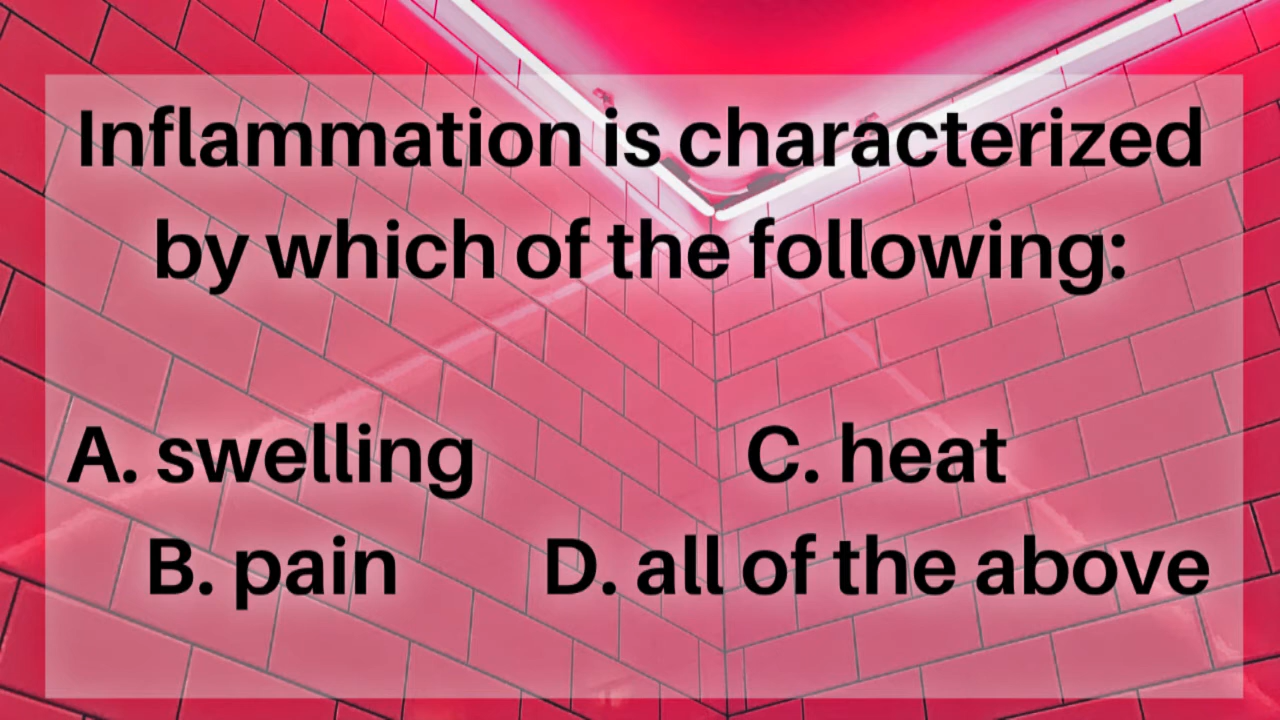 Inflammation is characterized
by which of the following:
A. swelling
C. heat
B. pain
D. all of the above